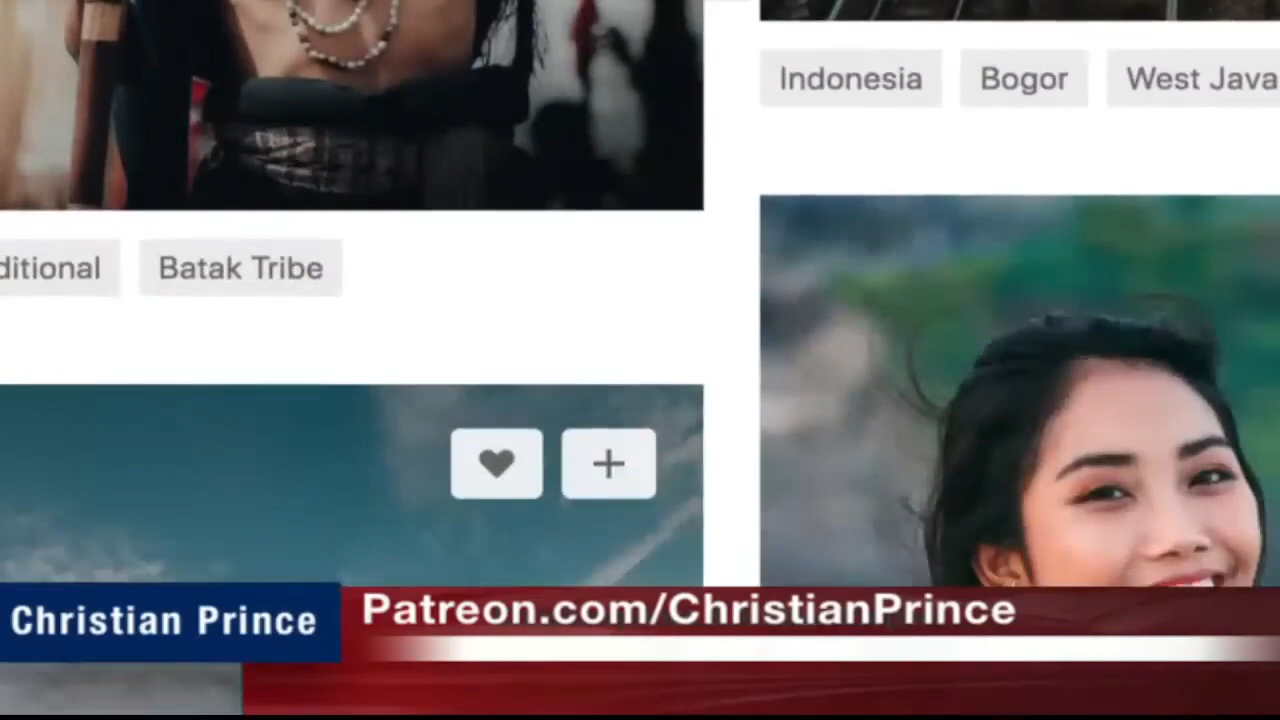 Indonesia
Bogor
West Java
ditional
Batak Tribe
Christian Prince
Patreon.com/ChristianPrince